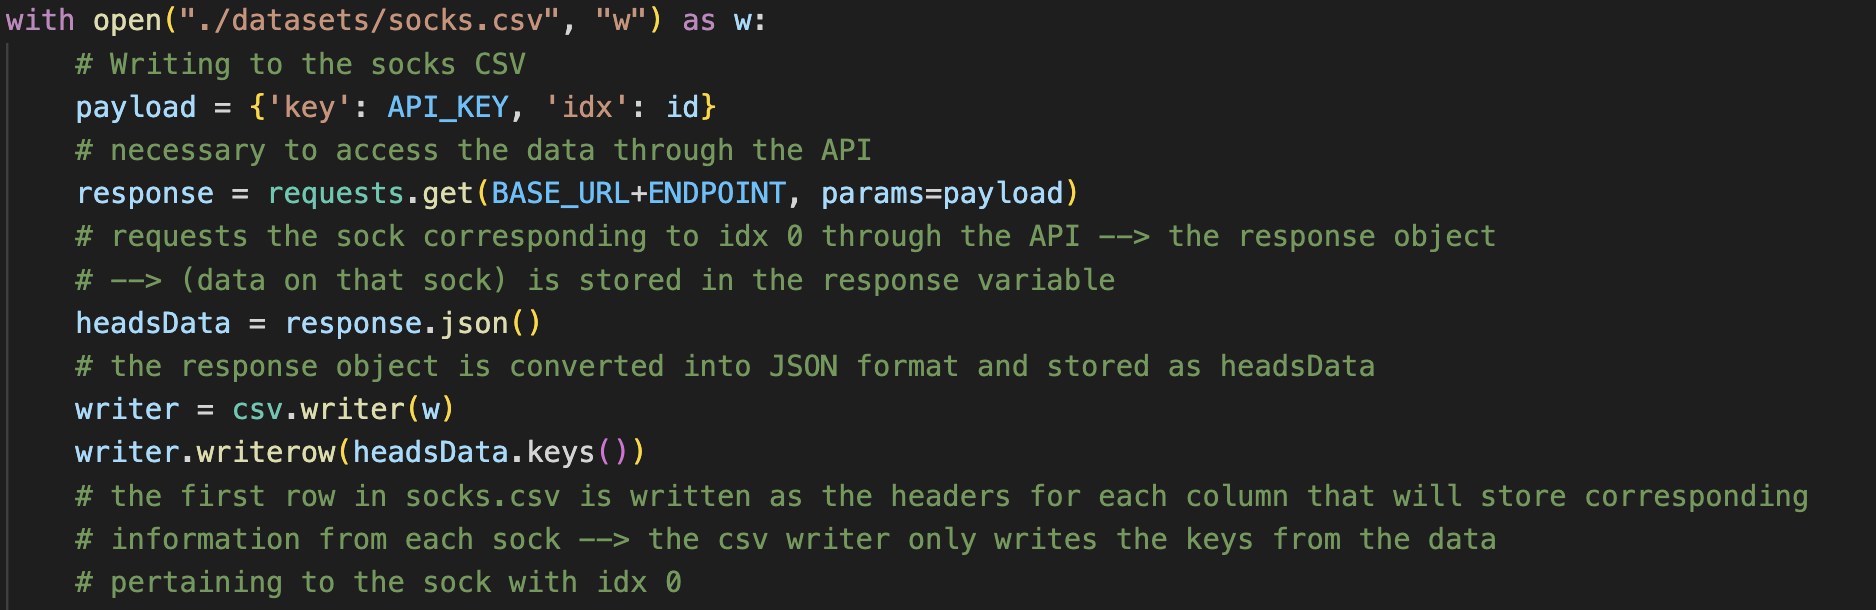 with open("./datasets/socks.csv", "w") as w:
    # Writing to the socks CSV
    payload = {'key': API_KEY, 'idx': id}
    # necessary to access the data through the API
    response = requests.get(BASE_URL+ENDPOINT, params=payload)
    # requests the sock corresponding to idx 0 through the API --> the response object
    # --> (data on that sock) is stored in the response variable
    headsData = response.json()
    # the response object is converted into JSON format and stored as headsData
    writer = csv.writer(w)
    writer.writerow(headsData.keys())
    # the first row in socks.csv is written as the headers for each column that will store corresponding
    # information from each sock --> the csv writer only writes the keys from the data
    # pertaining to the sock with idx 0